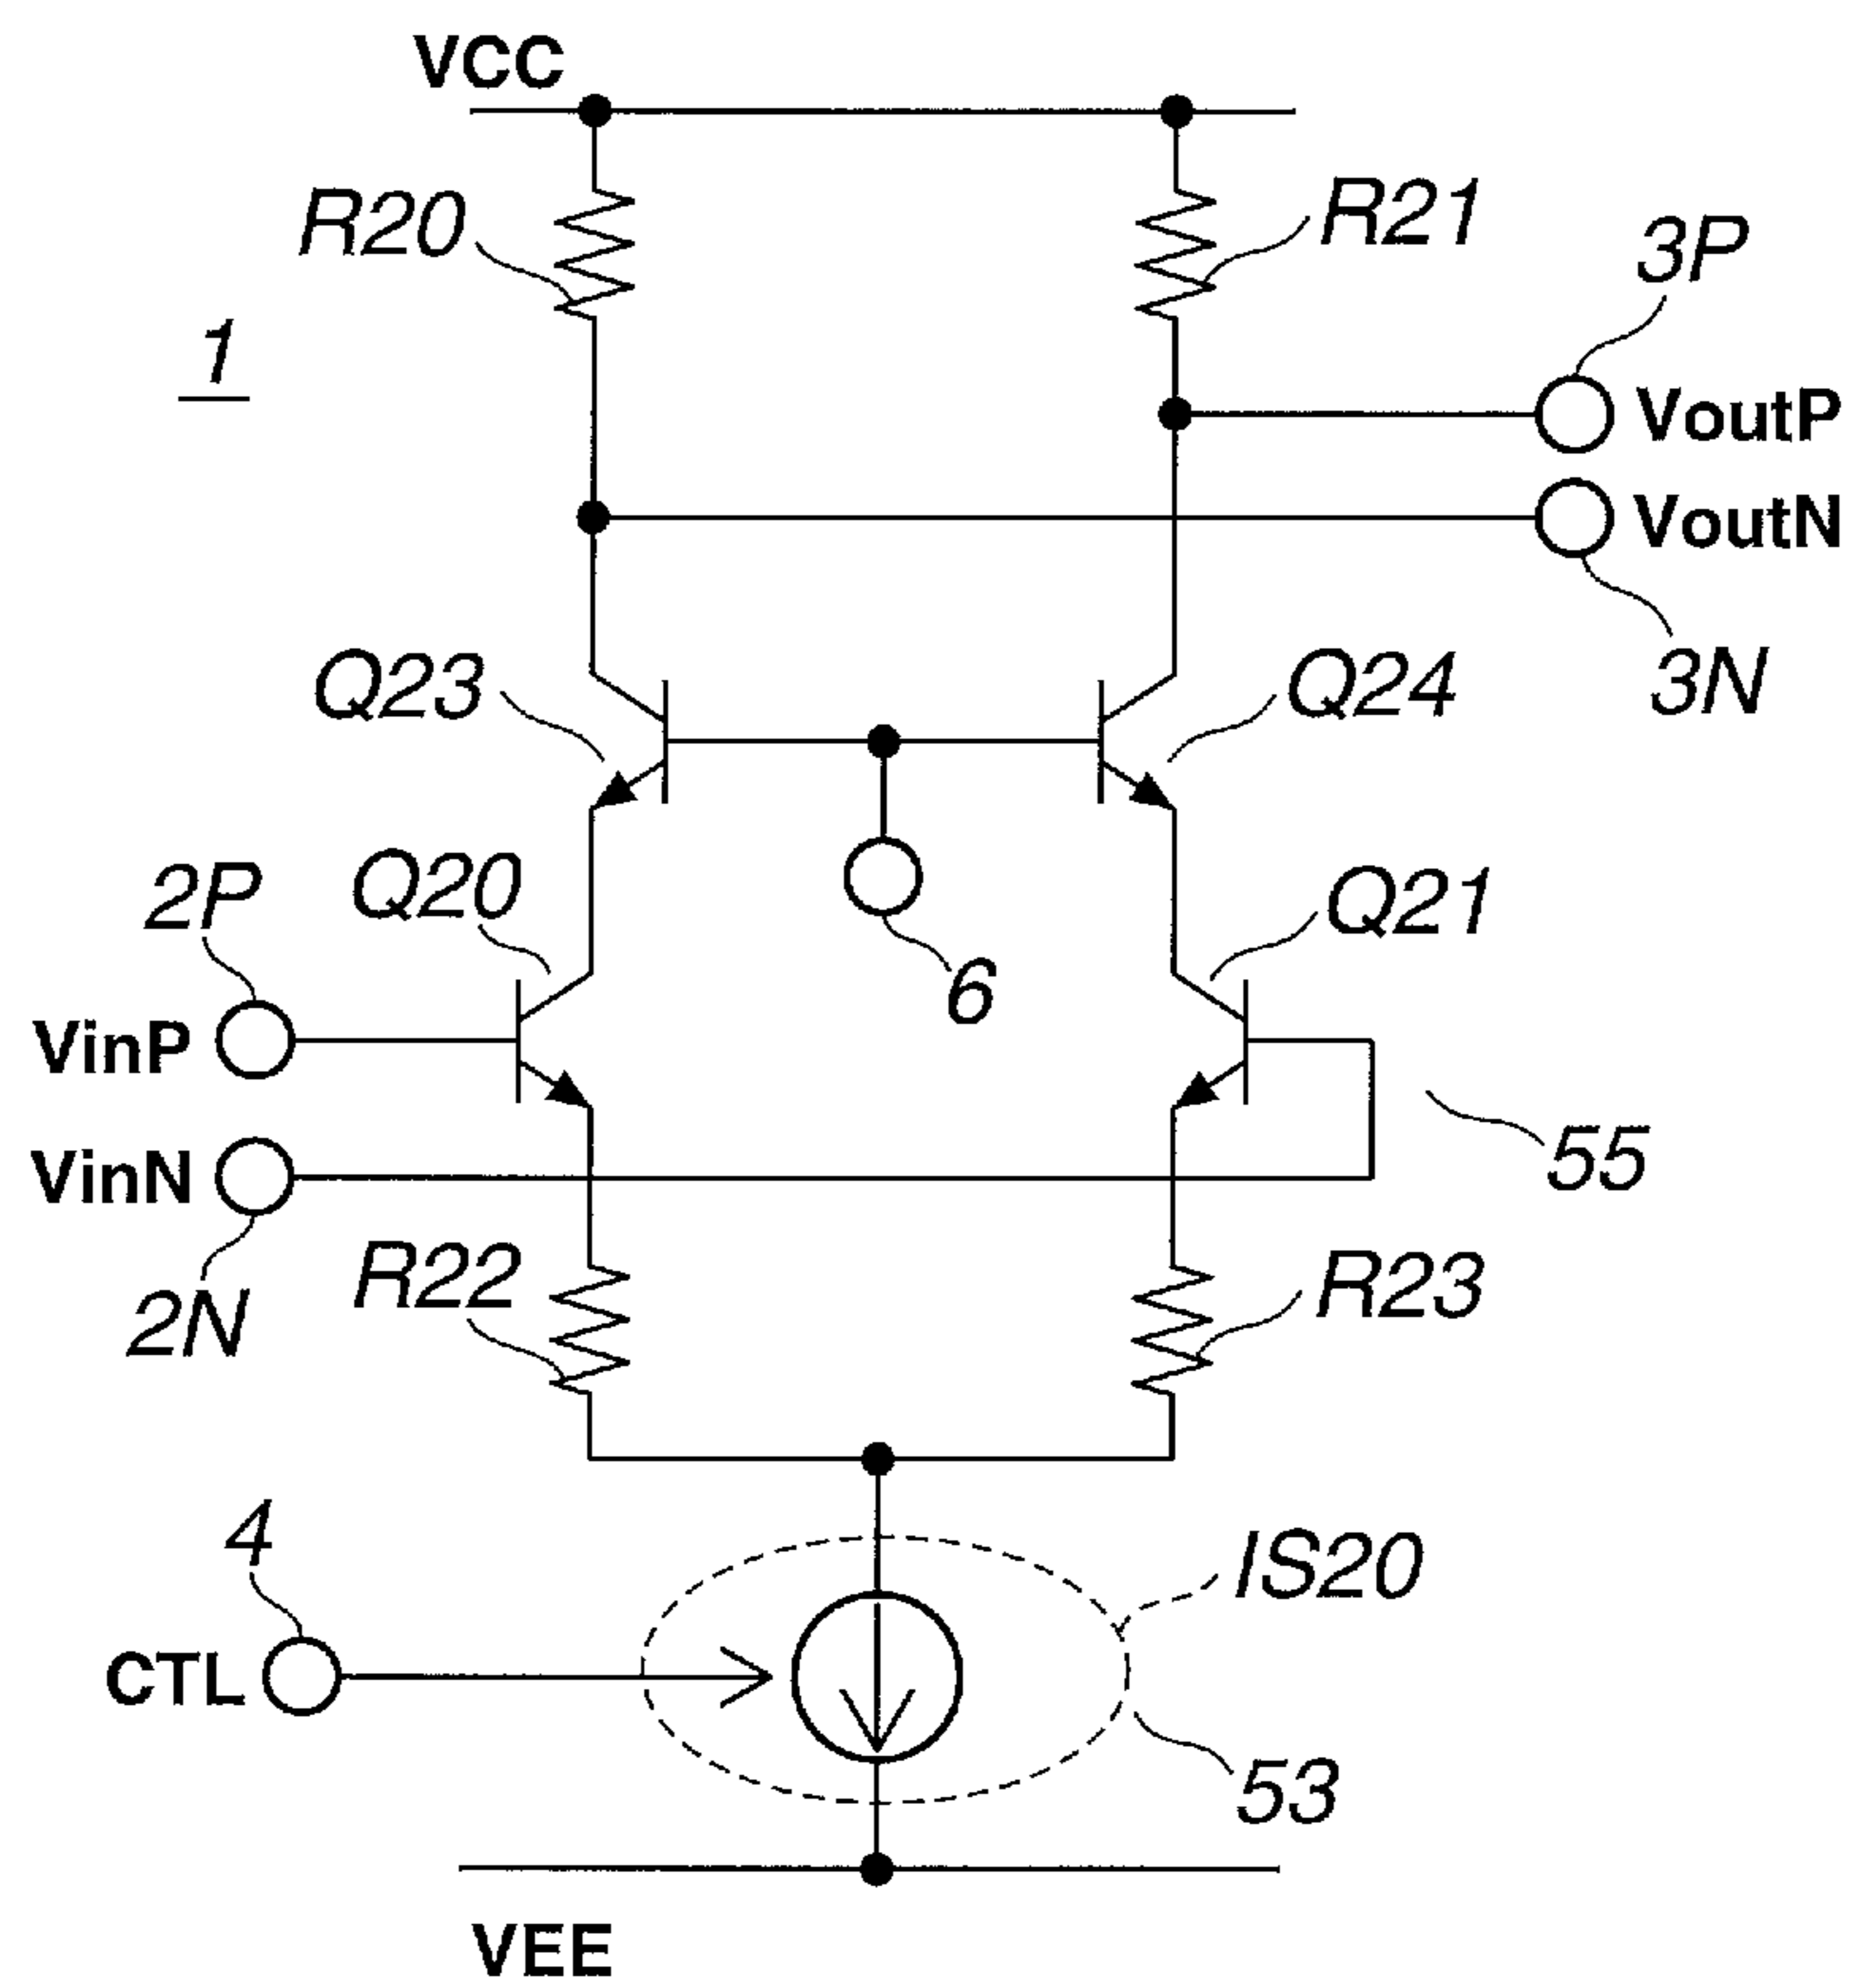 VCC
R20
R21
3P
1
VoutP
VoutN
Q23
Q24
3N
2P
Q20
Q21
6
VinP
55
VinN
R22
R23
2N
4
IS20
CTL
53
VEE